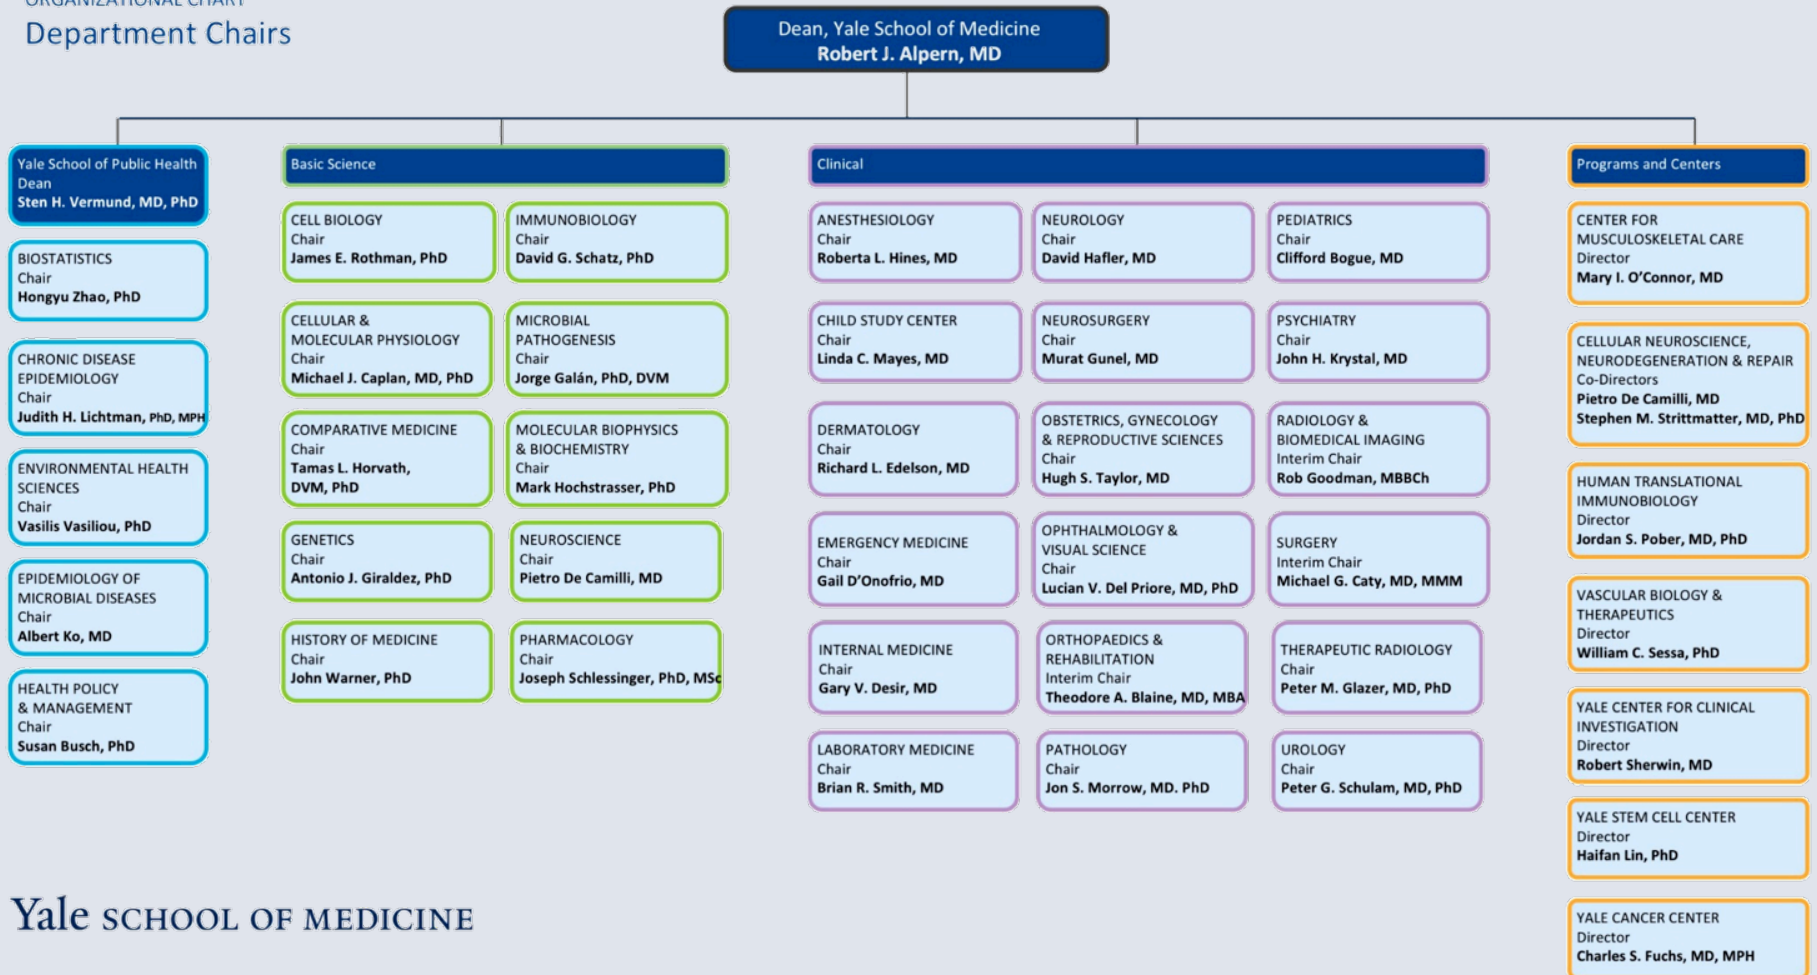 ORGANIZATIONAL CHART
Department Chairs
Dean, Yale School of Medicine
Robert J. Alpern, MD
Yale School of Public Health
Dean
Sten H. Vermund, MD, PhD
BIOSTATISTICS
Chair
Hongyu Zhao, PhD
CHRONIC DISEASE
EPIDEMIOLOGY
Chair
Judith H. Lichtman, PhD, MPH
ENVIRONMENTAL HEALTH
SCIENCES
Chair
Vasilis Vasiliou, PhD
EPIDEMIOLOGY OF
MICROBIAL DISEASES
Chair
Albert Ko, MD
HEALTH POLICY
& MANAGEMENT
Chair
Susan Busch, PhD
Basic Science
CELL BIOLOGY
Chair
James E. Rothman, PhD
IMMUNOBIOLOGY
Chair
David G. Schatz, PhD
CELLULAR &
MOLECULAR PHYSIOLOGY
Chair
Michael J. Caplan, MD, PhD
MICROBIAL
PATHOGENESIS
Chair
Jorge Galán, PhD, DVM
COMPARATIVE MEDICINE
Chair
Tamas L. Horvath,
DVM, PhD
MOLECULAR BIOPHYSICS
& BIOCHEMISTRY
Chair
Mark Hochstrasser, PhD
GENETICS
Chair
Antonio J. Giraldez, PhD
NEUROSCIENCE
Chair
Pietro De Camilli, MD
HISTORY OF MEDICINE
Chair
John Warner, PhD
PHARMACOLOGY
Chair
Joseph Schlessinger, PhD, MSc
Clinical
ANESTHESIOLOGY
Chair
Roberta L. Hines, MD
NEUROLOGY
Chair
David Hafler, MD
PEDIATRICS
Chair
Clifford Bogue, MD
CHILD STUDY CENTER
Chair
Linda C. Mayes, MD
NEUROSURGERY
Chair
Murat Gunel, MD
PSYCHIATRY
Chair
John H. Krystal, MD
DERMATOLOGY
Chair
Richard L. Edelson, MD
OBSTETRICS, GYNECOLOGY
& REPRODUCTIVE SCIENCES
Chair
Hugh S. Taylor, MD
RADIOLOGY &
BIOMEDICAL IMAGING
Interim Chair
Rob Goodman, MBBCh
EMERGENCY MEDICINE
Chair
Gail D’Onofrio, MD
OPHTHALMOLOGY &
VISUAL SCIENCE
Chair
Lucian V. Del Priore, MD, PhD
SURGERY
Interim Chair
Michael G. Caty, MD, MMM
INTERNAL MEDICINE
Chair
Gary V. Desir, MD
ORTHOPAEDICS &
REHABILITATION
Interim Chair
Theodore A. Blaine, MD, MBA
THERAPEUTIC RADIOLOGY
Chair
Peter M. Glazer, MD, PhD
LABORATORY MEDICINE
Chair
Brian R. Smith, MD
PATHOLOGY
Chair
Jon S. Morrow, MD. PhD
UROLOGY
Chair
Peter G. Schulam, MD, PhD
Programs and Centers
CENTER FOR
MUSCULOSKELETAL CARE
Director
Mary I. O’Connor, MD
CELLULAR NEUROSCIENCE,
NEURODEGENERATION & REPAIR
Co-Directors
Pietro De Camilli, MD
Stephen M. Strittmatter, MD, PhD
HUMAN TRANSLATIONAL
IMMUNOBIOLOGY
Director
Jordan S. Pober, MD, PhD
VASCULAR BIOLOGY &
THERAPEUTICS
Director
William C. Sessa, PhD
YALE CENTER FOR CLINICAL
INVESTIGATION
Director
Robert Sherwin, MD
YALE STEM CELL CENTER
Director
Haifan Lin, PhD
YALE CANCER CENTER
Director
Charles S. Fuchs, MD, MPH
Yale SCHOOL OF MEDICINE